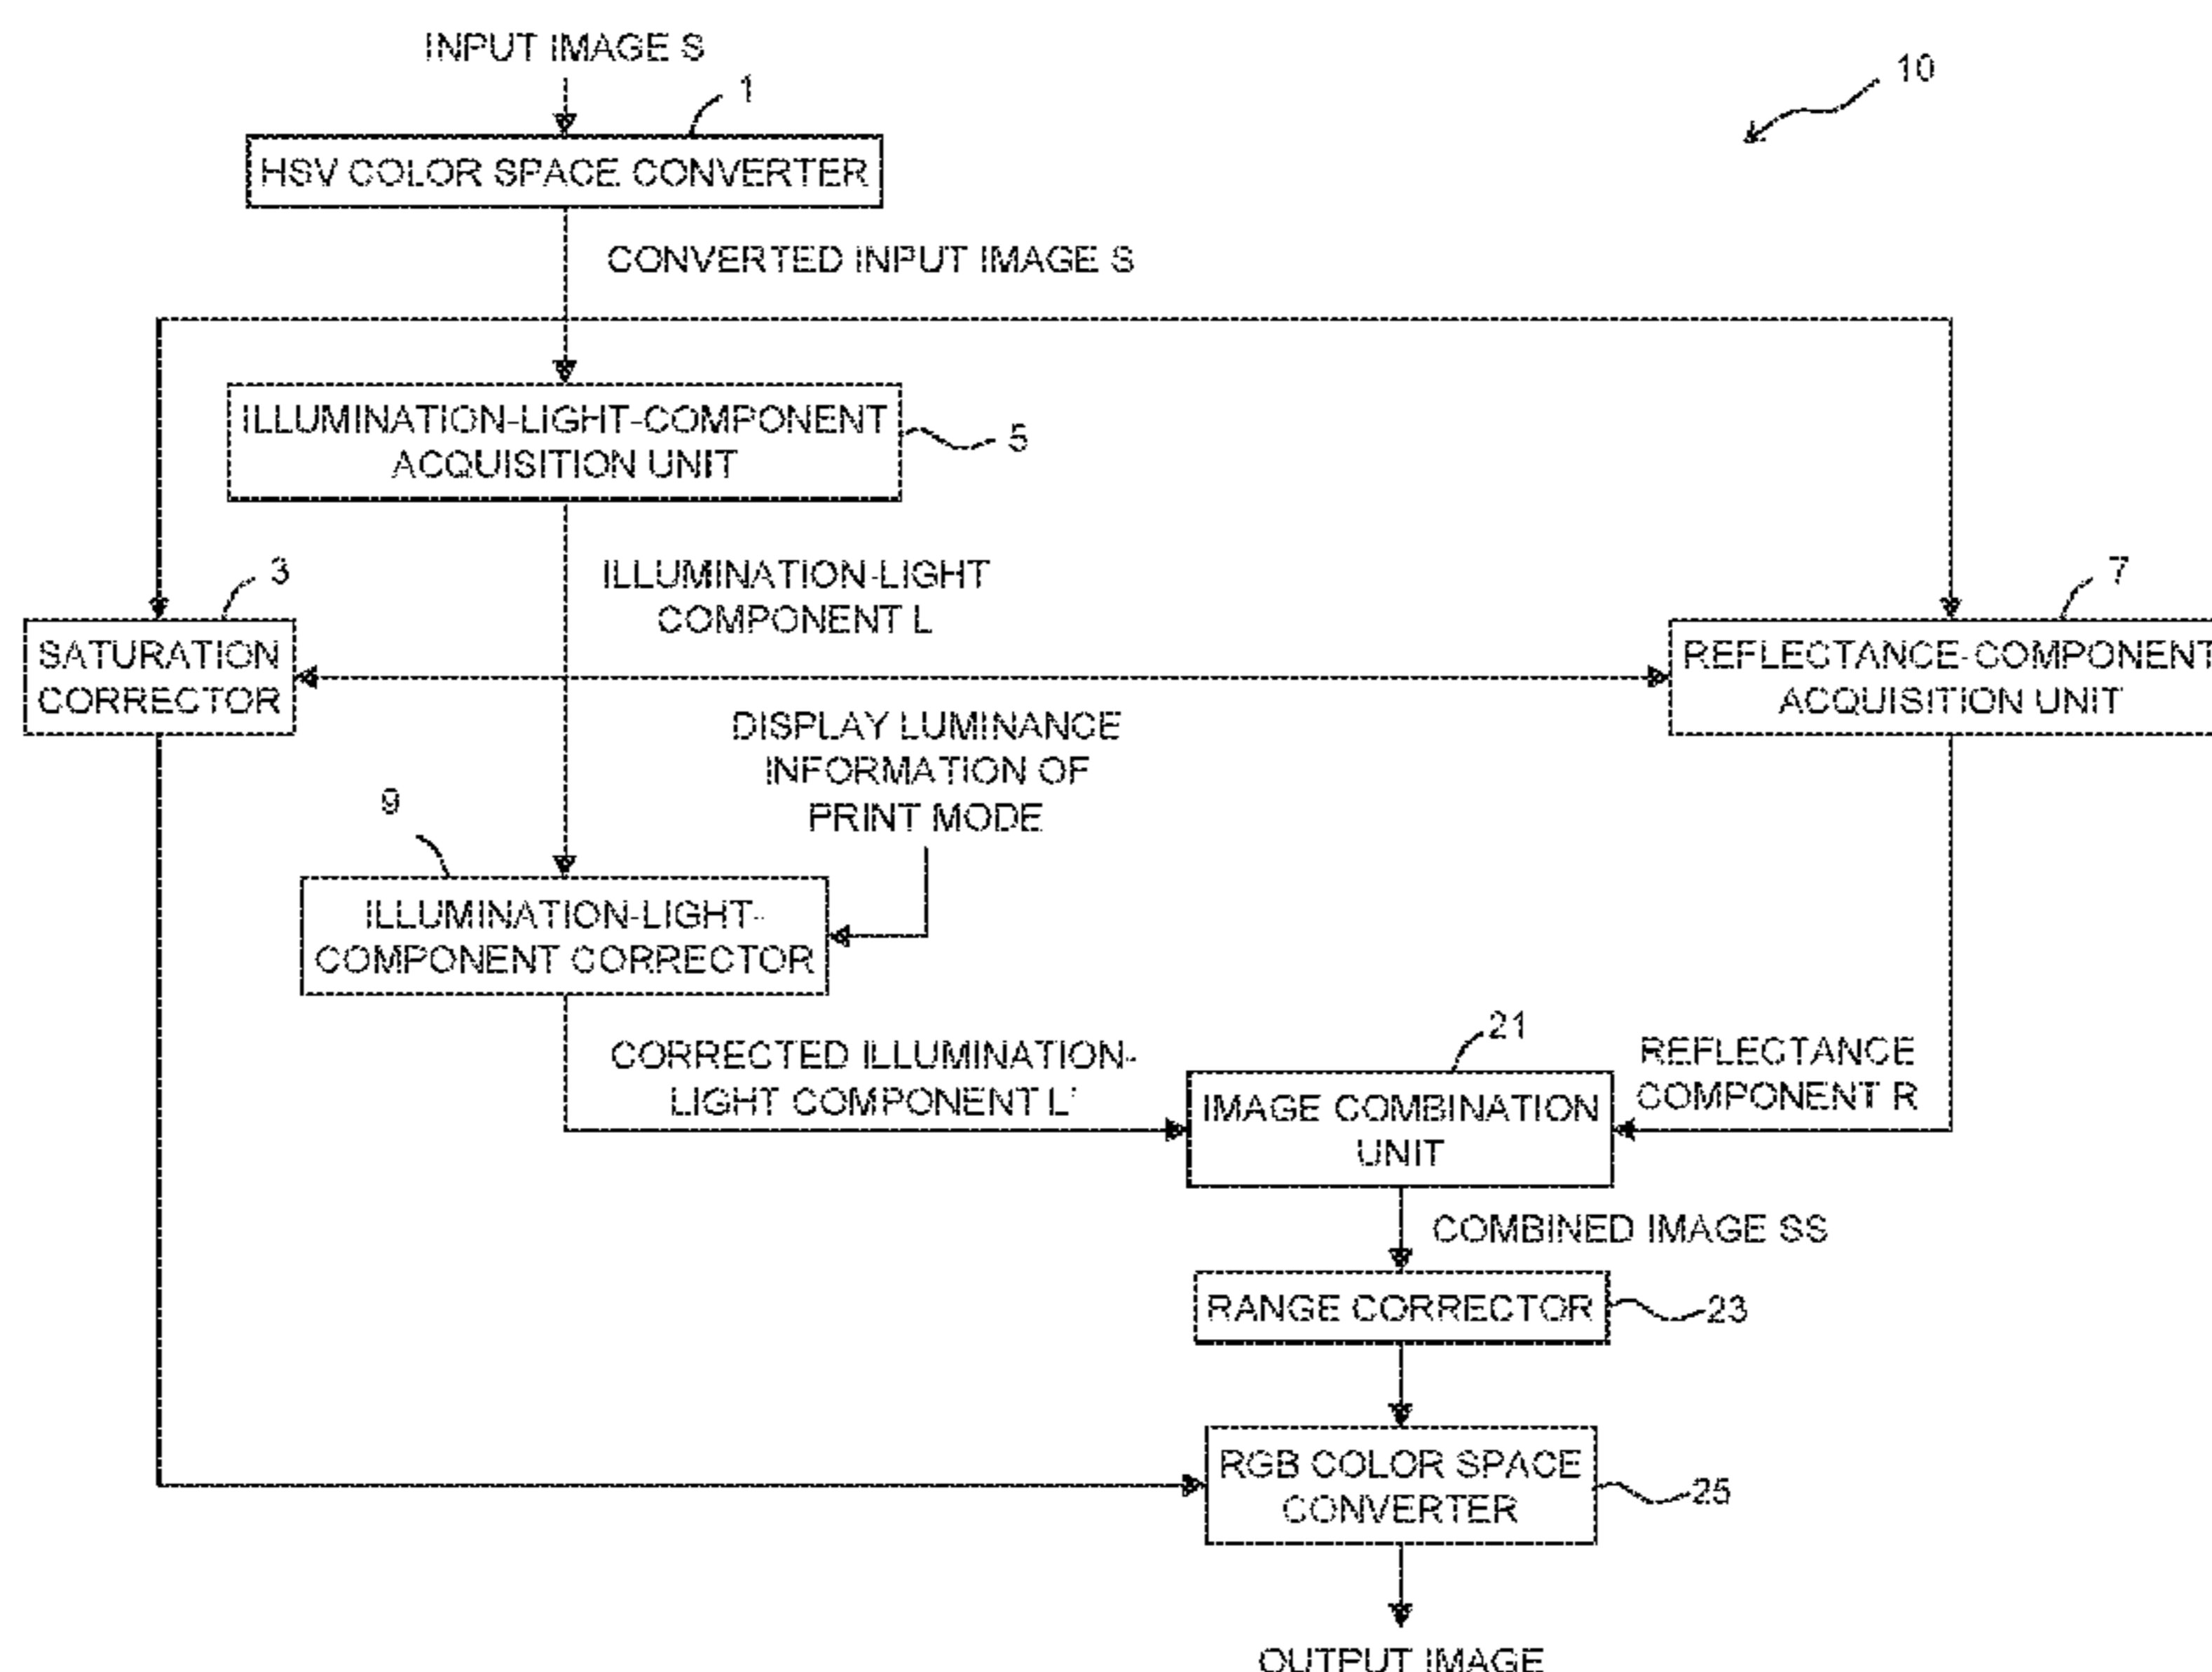 INPUT IMAGE S
10
1
HSV COLOR SPACE CONVERTER
CONVERTED INPUT IMAGE S
ILLUMINATION-LIGHT-COMPONENT
ACQUISITION UNIT
5
3
SATURATION
CORRECTOR
ILLUMINATION-LIGHT
COMPONENT L
7
REFLECTANCE-COMPONENT
ACQUISITION UNIT
DISPLAY LUMINANCE
INFORMATION OF
PRINT MODE
9
ILLUMINATION-LIGHT-
COMPONENT CORRECTOR
CORRECTED ILLUMINATION-
LIGHT COMPONENT L'
21
IMAGE COMBINATION
UNIT
REFLECTANCE
COMPONENT R
COMBINED IMAGE SS
RANGE CORRECTOR
23
RGB COLOR SPACE
CONVERTER
25
OUTPUT IMAGE